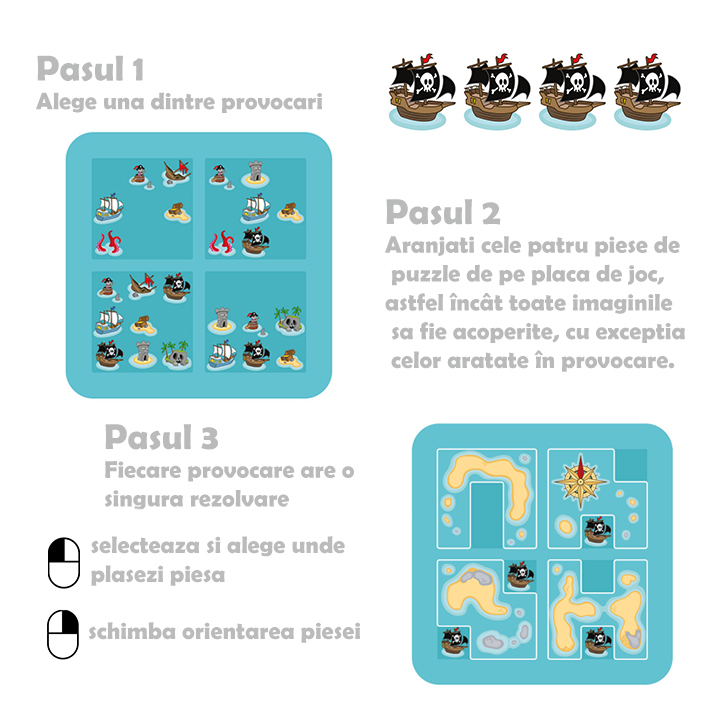 Pasul 1
Alege una dintre provocari
Pasul 2
Aranjati cele patru piese de
puzzle de pe placa de joc,
astfel încât toate imaginile
sa fie acoperite, cu exceptia
celor aratate în provocare.
Pasul 3
Fiecare provocare are o
singura rezolvare
selecteaza si alege unde
plasezi piesa
schimba orientarea piesei